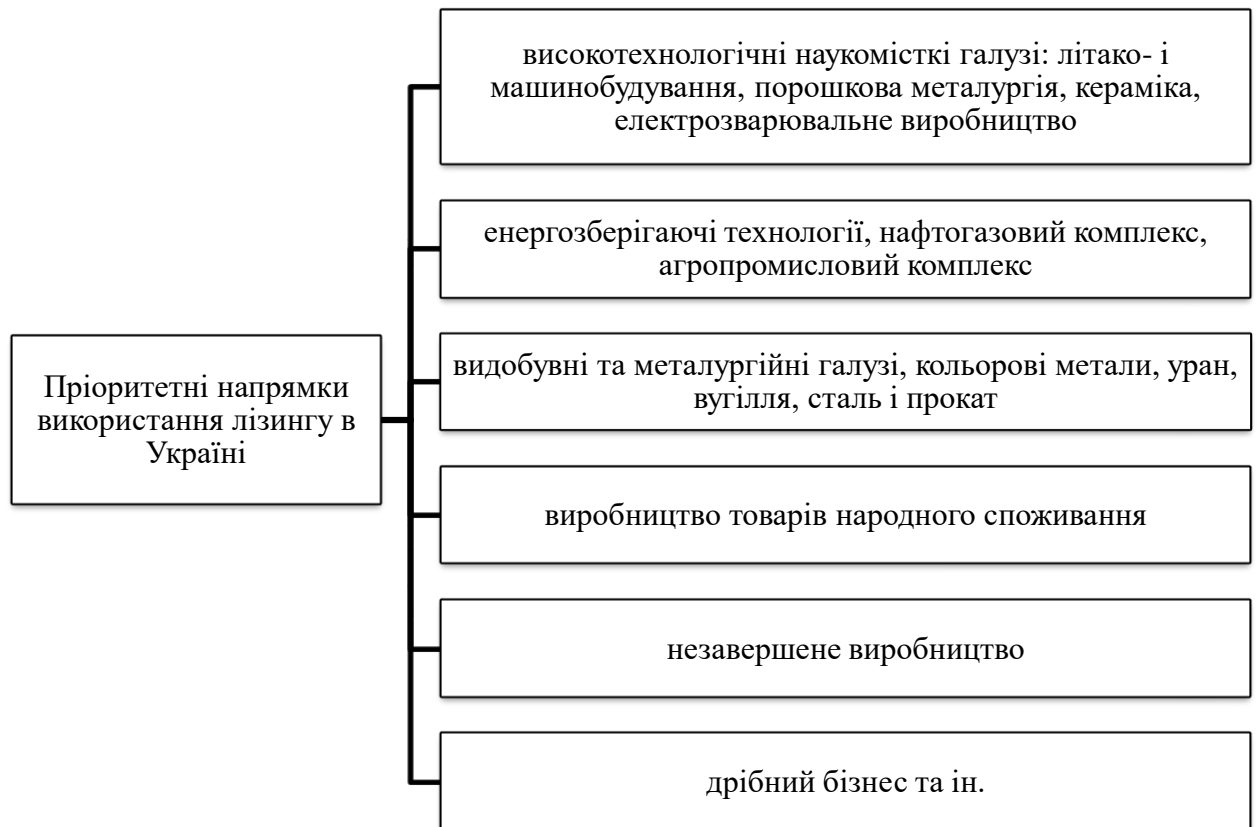 Пріоритетні напрямки
використання лізингу в
Україні
високотехнологічні наукомісткі галузі: літако- і
машинобудування, порошкова металургія, кераміка,
електрозварювальне виробництво
енергозберігаючі технології, нафтогазовий комплекс,
агропромисловий комплекс
видобувні та металургійні галузі, кольорові метали, уран,
вугілля, сталь і прокат
виробництво товарів народного споживання
незавершене виробництво
дрібний бізнес та ін.